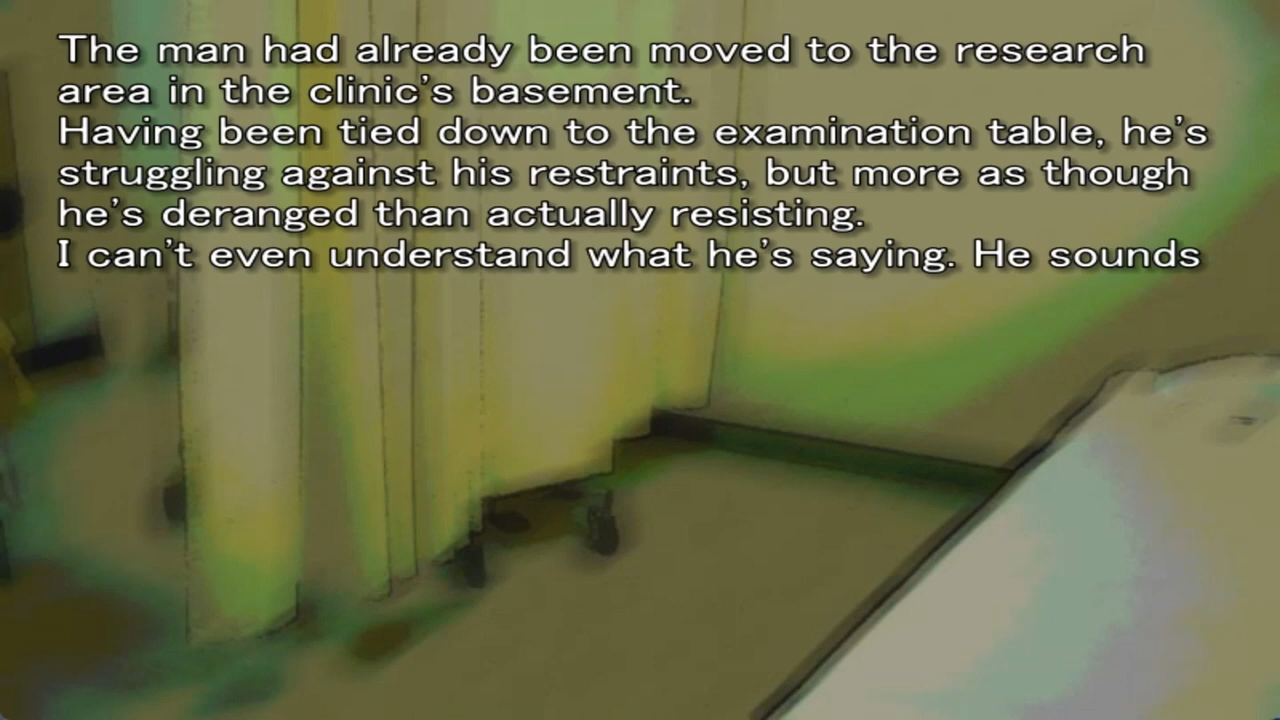 The man had already been moved to the research
area in the clinic's basement.
Having been tied down to the examination table, he's
struggling against his restraints, but more as though
he's deranged than actually resisting.
I can't even understand what he's saying. He sounds